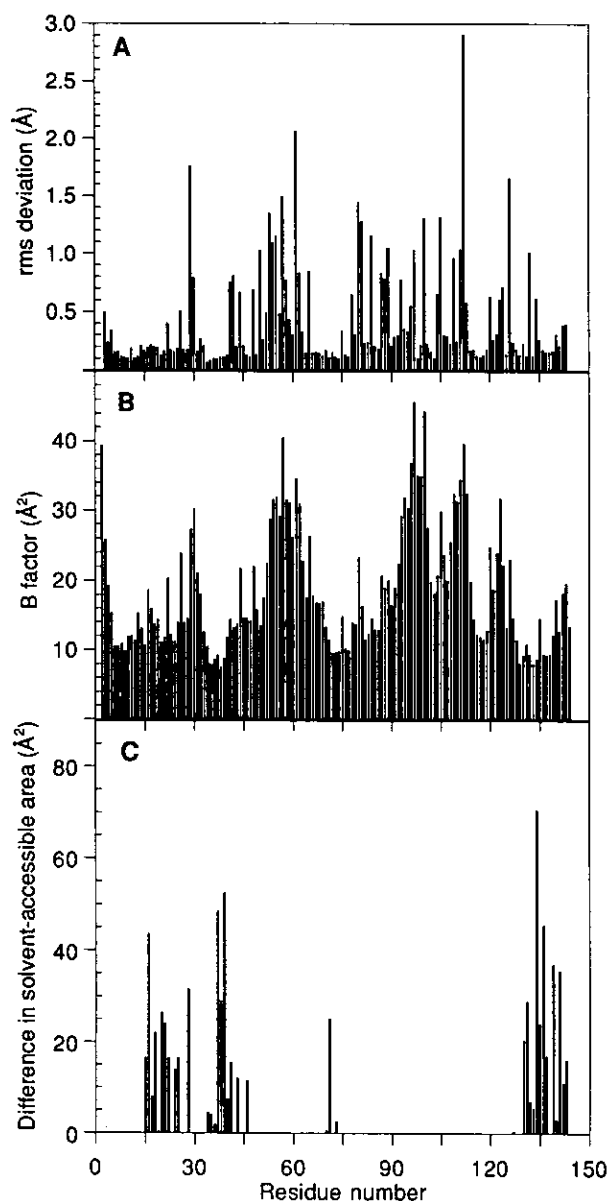 A
3.0
2.5
2.0
1.5
1.0
0.5
rms deviation (Å)
B
40
30
20
10
B factor (Å²)
C
80
60
40
20
0
Difference in solvent-accessible area (Å²)
0 30 60 90 120 150
Residue number